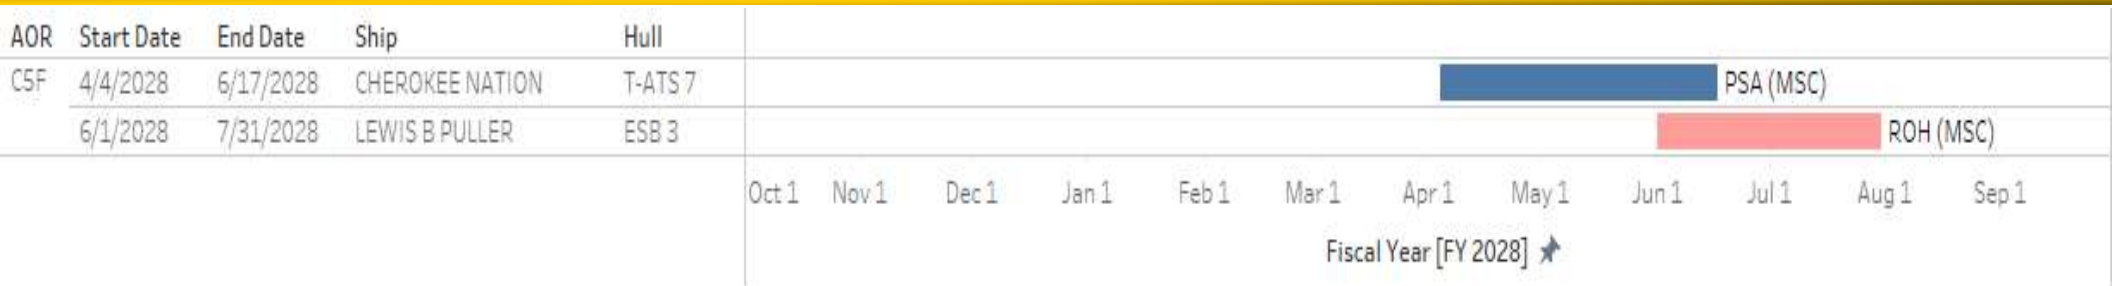 AOR Start Date End Date Ship Hull
C5F 4/4/2028 6/17/2028 CHEROKEE NATION T-ATS 7 PSA (MSC)
6/1/2028 7/31/2028 LEWIS B PULLER ESB 3 ROH (MSC)
Oct 1 Nov 1 Dec 1 Jan 1 Feb 1 Mar 1 Apr 1 May 1 Jun 1 Jul 1 Aug 1 Sep 1
Fiscal Year [FY 2028]